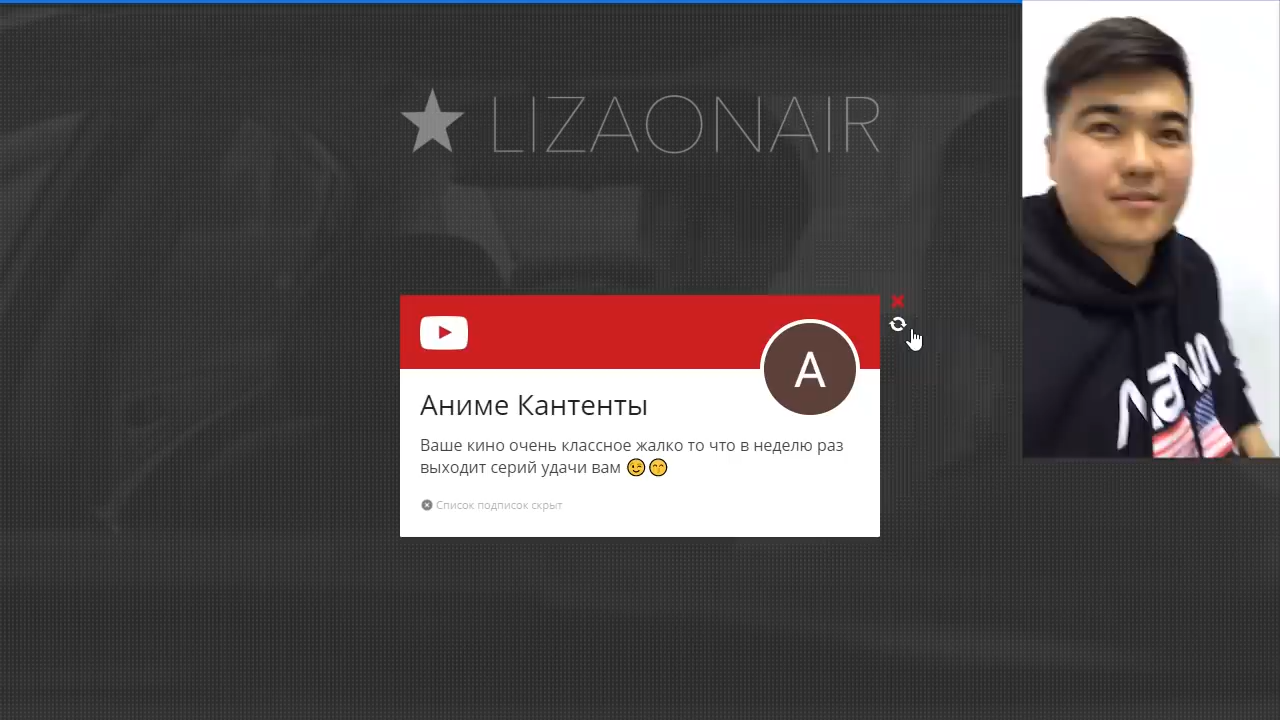 LIZAONAIR
A
Аниме Кантенты
Ваше кино очень классное жалко то что в неделю раз
выходит серий удачи вам 😉😁
Список подписок скрыт